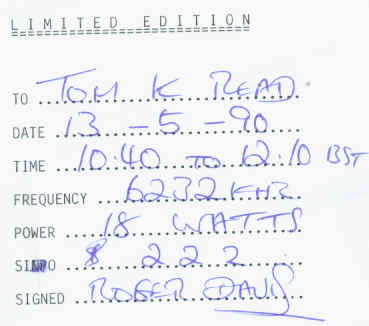 LIMITED EDITION
TO TOM K READ
DATE 13 - 5 - 90
TIME 10.40 TO 12.10 BST
FREQUENCY 6232 KHZ
POWER 18 WATTS
SINPO 2 2 2
SIGNED ROGER DAVIS